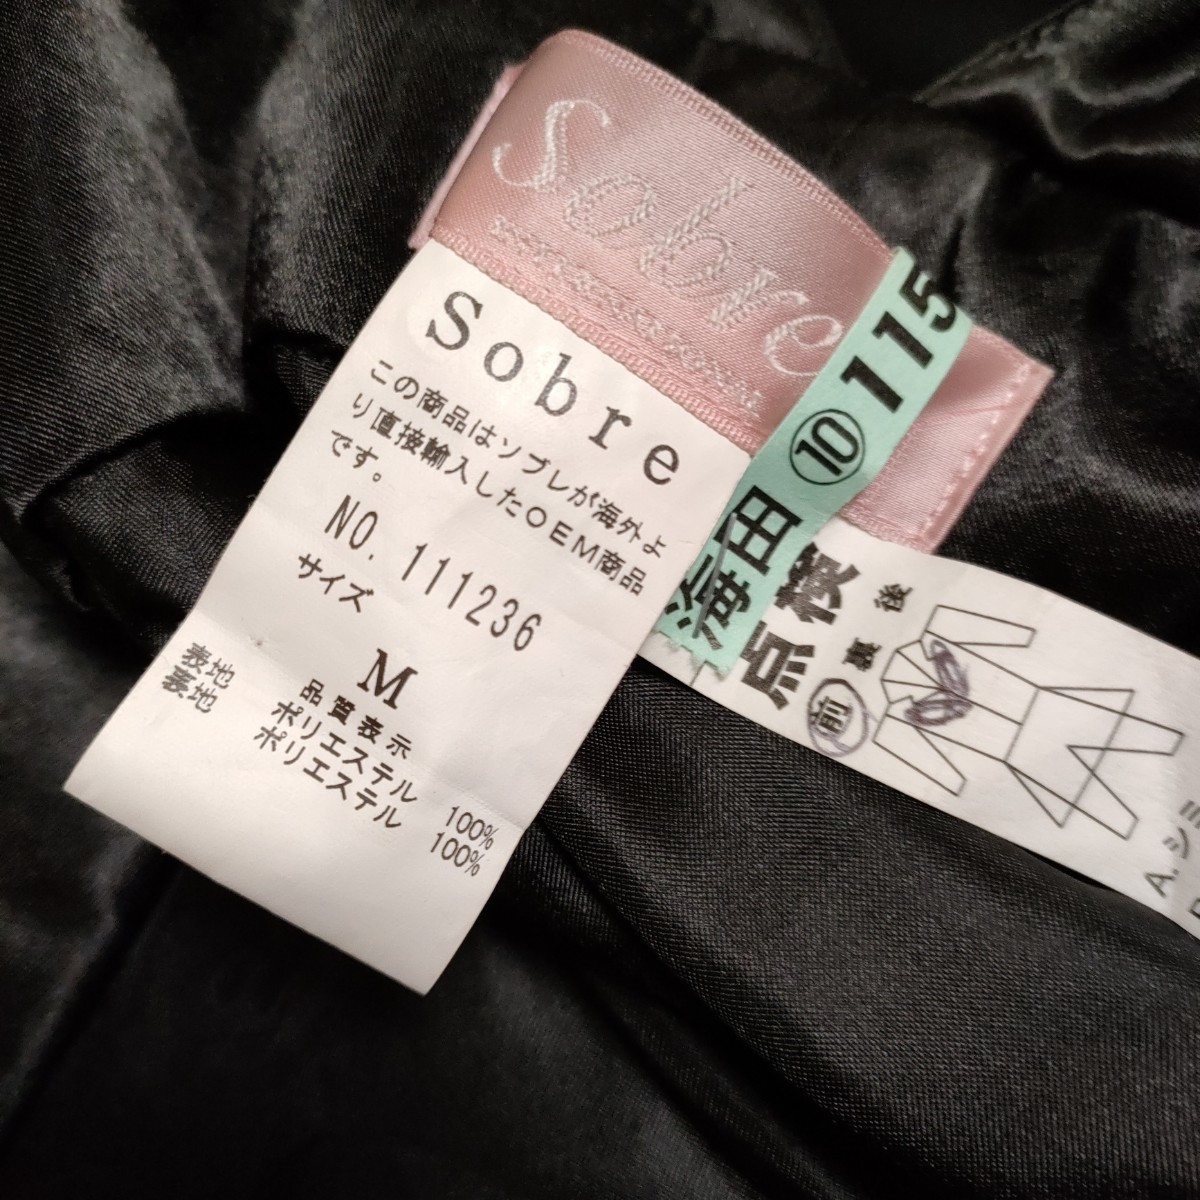 Sobre
Sobre
この商品はソブレが海外よ
り直接輸入したOEM商品
です。
NO. 111236
サイズ
M
品質表示
表地 ポリエステル 100%
裏地 ポリエステル 100%
海田 ⑩ 115
点検
前 裏 後
A.シミ